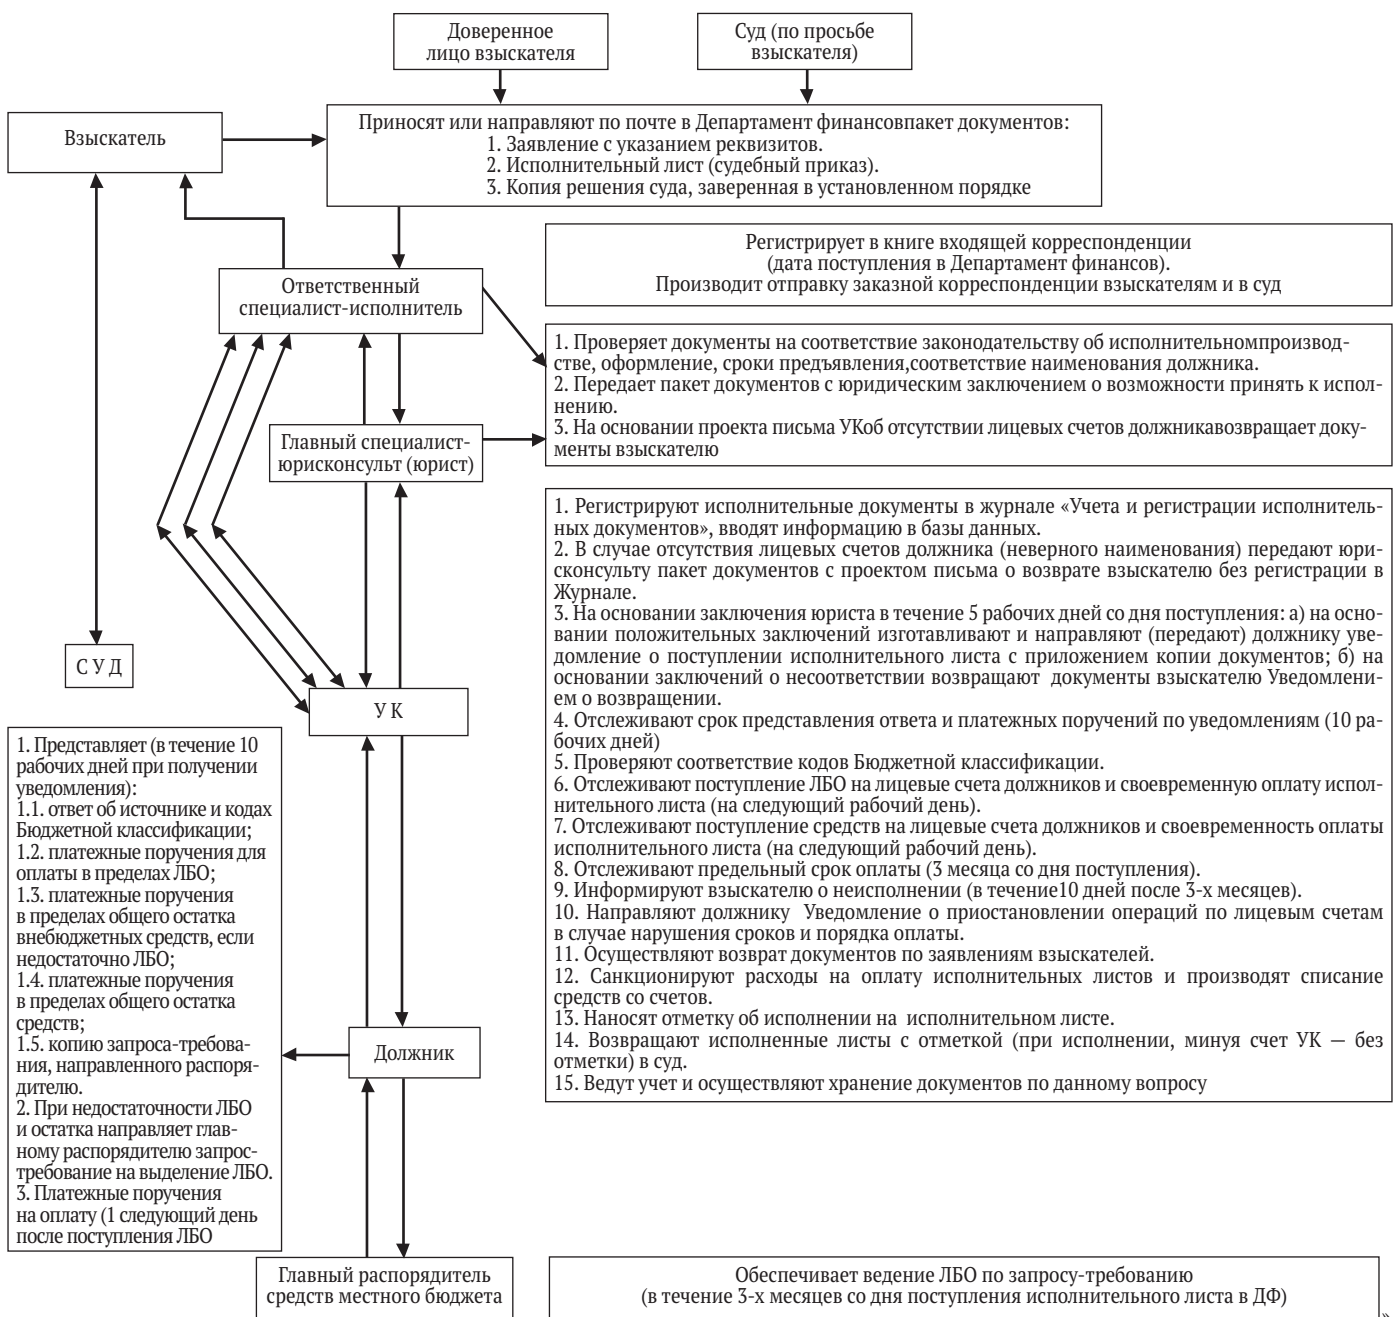 Доверенное
лицо взыскателя
Суд (по просьбе
взыскателя)
Взыскатель
Приносят или направляют по почте в Департамент финансовпакет документов:
1. Заявление с указанием реквизитов.
2. Исполнительный лист (судебный приказ).
3. Копия решения суда, заверенная в установленном порядке
Регистрирует в книге входящей корреспонденции
(дата поступления в Департамент финансов).
Производит отправку заказной корреспонденции взыскателям и в суд
Ответственный
специалист-исполнитель
1. Проверяет документы на соответствие законодательству об исполнительномпроизвод-
стве, оформление, сроки предъявления,соответствие наименования должника.
2. Передает пакет документов с юридическим заключением о возможности принять к испол-
нению.
3. На основании проекта письма УКоб отсутствии лицевых счетов должникавозвращает доку-
менты взыскателю
Главный специалист-
юрисконсульт (юрист)
1. Регистрируют исполнительные документы в журнале «Учета и регистрации исполнитель-
ных документов», вводят информацию в базы данных.
2. В случае отсутствия лицевых счетов должника (неверного наименования) передают юри-
сконсульту пакет документов с проектом письма о возврате взыскателю без регистрации в
Журнале.
3. На основании заключения юриста в течение 5 рабочих дней со дня поступления: а) на осно-
вании положительных заключений изготавливают и направляют (передают) должнику уве-
домление о поступлении исполнительного листа с приложением копии документов; б) на
основании заключений о несоответствии возвращают документы взыскателю Уведомлени-
ем о возвращении.
4. Отслеживают срок представления ответа и платежных поручений по уведомлениям (10 ра-
бочих дней)
5. Проверяют соответствие кодов Бюджетной классификации.
6. Отслеживают поступление ЛБО на лицевые счета должников и своевременную оплату испол-
нительного листа (на следующий рабочий день).
7. Отслеживают поступление средств на лицевые счета должников и своевременность оплаты
исполнительного листа (на следующий рабочий день).
8. Отслеживают предельный срок оплаты (3 месяца со дня поступления).
9. Информируют взыскателю о неисполнении (в течение10 дней после 3-х месяцев).
10. Направляют должнику Уведомление о приостановлении операций по лицевым счетам
в случае нарушения сроков и порядка оплаты.
11. Осуществляют возврат документов по заявлениям взыскателей.
12. Санкционируют расходы на оплату исполнительных листов и производят списание
средств со счетов.
13. Наносят отметку об исполнении на исполнительном листе.
14. Возвращают исполненные листы с отметкой (при исполнении, минуя счет УК — без
отметки) в суд.
15. Ведут учет и осуществляют хранение документов по данному вопросу
С У Д
У К
1. Представляет (в течение 10
рабочих дней при получении
уведомления):
1.1. ответ об источнике и кодах
Бюджетной классификации;
1.2. платежные поручения для
оплаты в пределах ЛБО;
1.3. платежные поручения
в пределах общего остатка
внебюджетных средств, если
недостаточно ЛБО;
1.4. платежные поручения
в пределах общего остатка
средств;
1.5. копию запроса-требова-
ния, направленного распоря-
дителю.
2. При недостаточности ЛБО
и остатка направляет глав-
ному распорядителю запрос-
требование на выделение ЛБО.
3. Платежные поручения
на оплату (1 следующий день
после поступления ЛБО
Должник
Главный распорядитель
средств местного бюджета
Обеспечивает ведение ЛБО по запросу-требованию
(в течение 3-х месяцев со дня поступления исполнительного листа в ДФ)
»